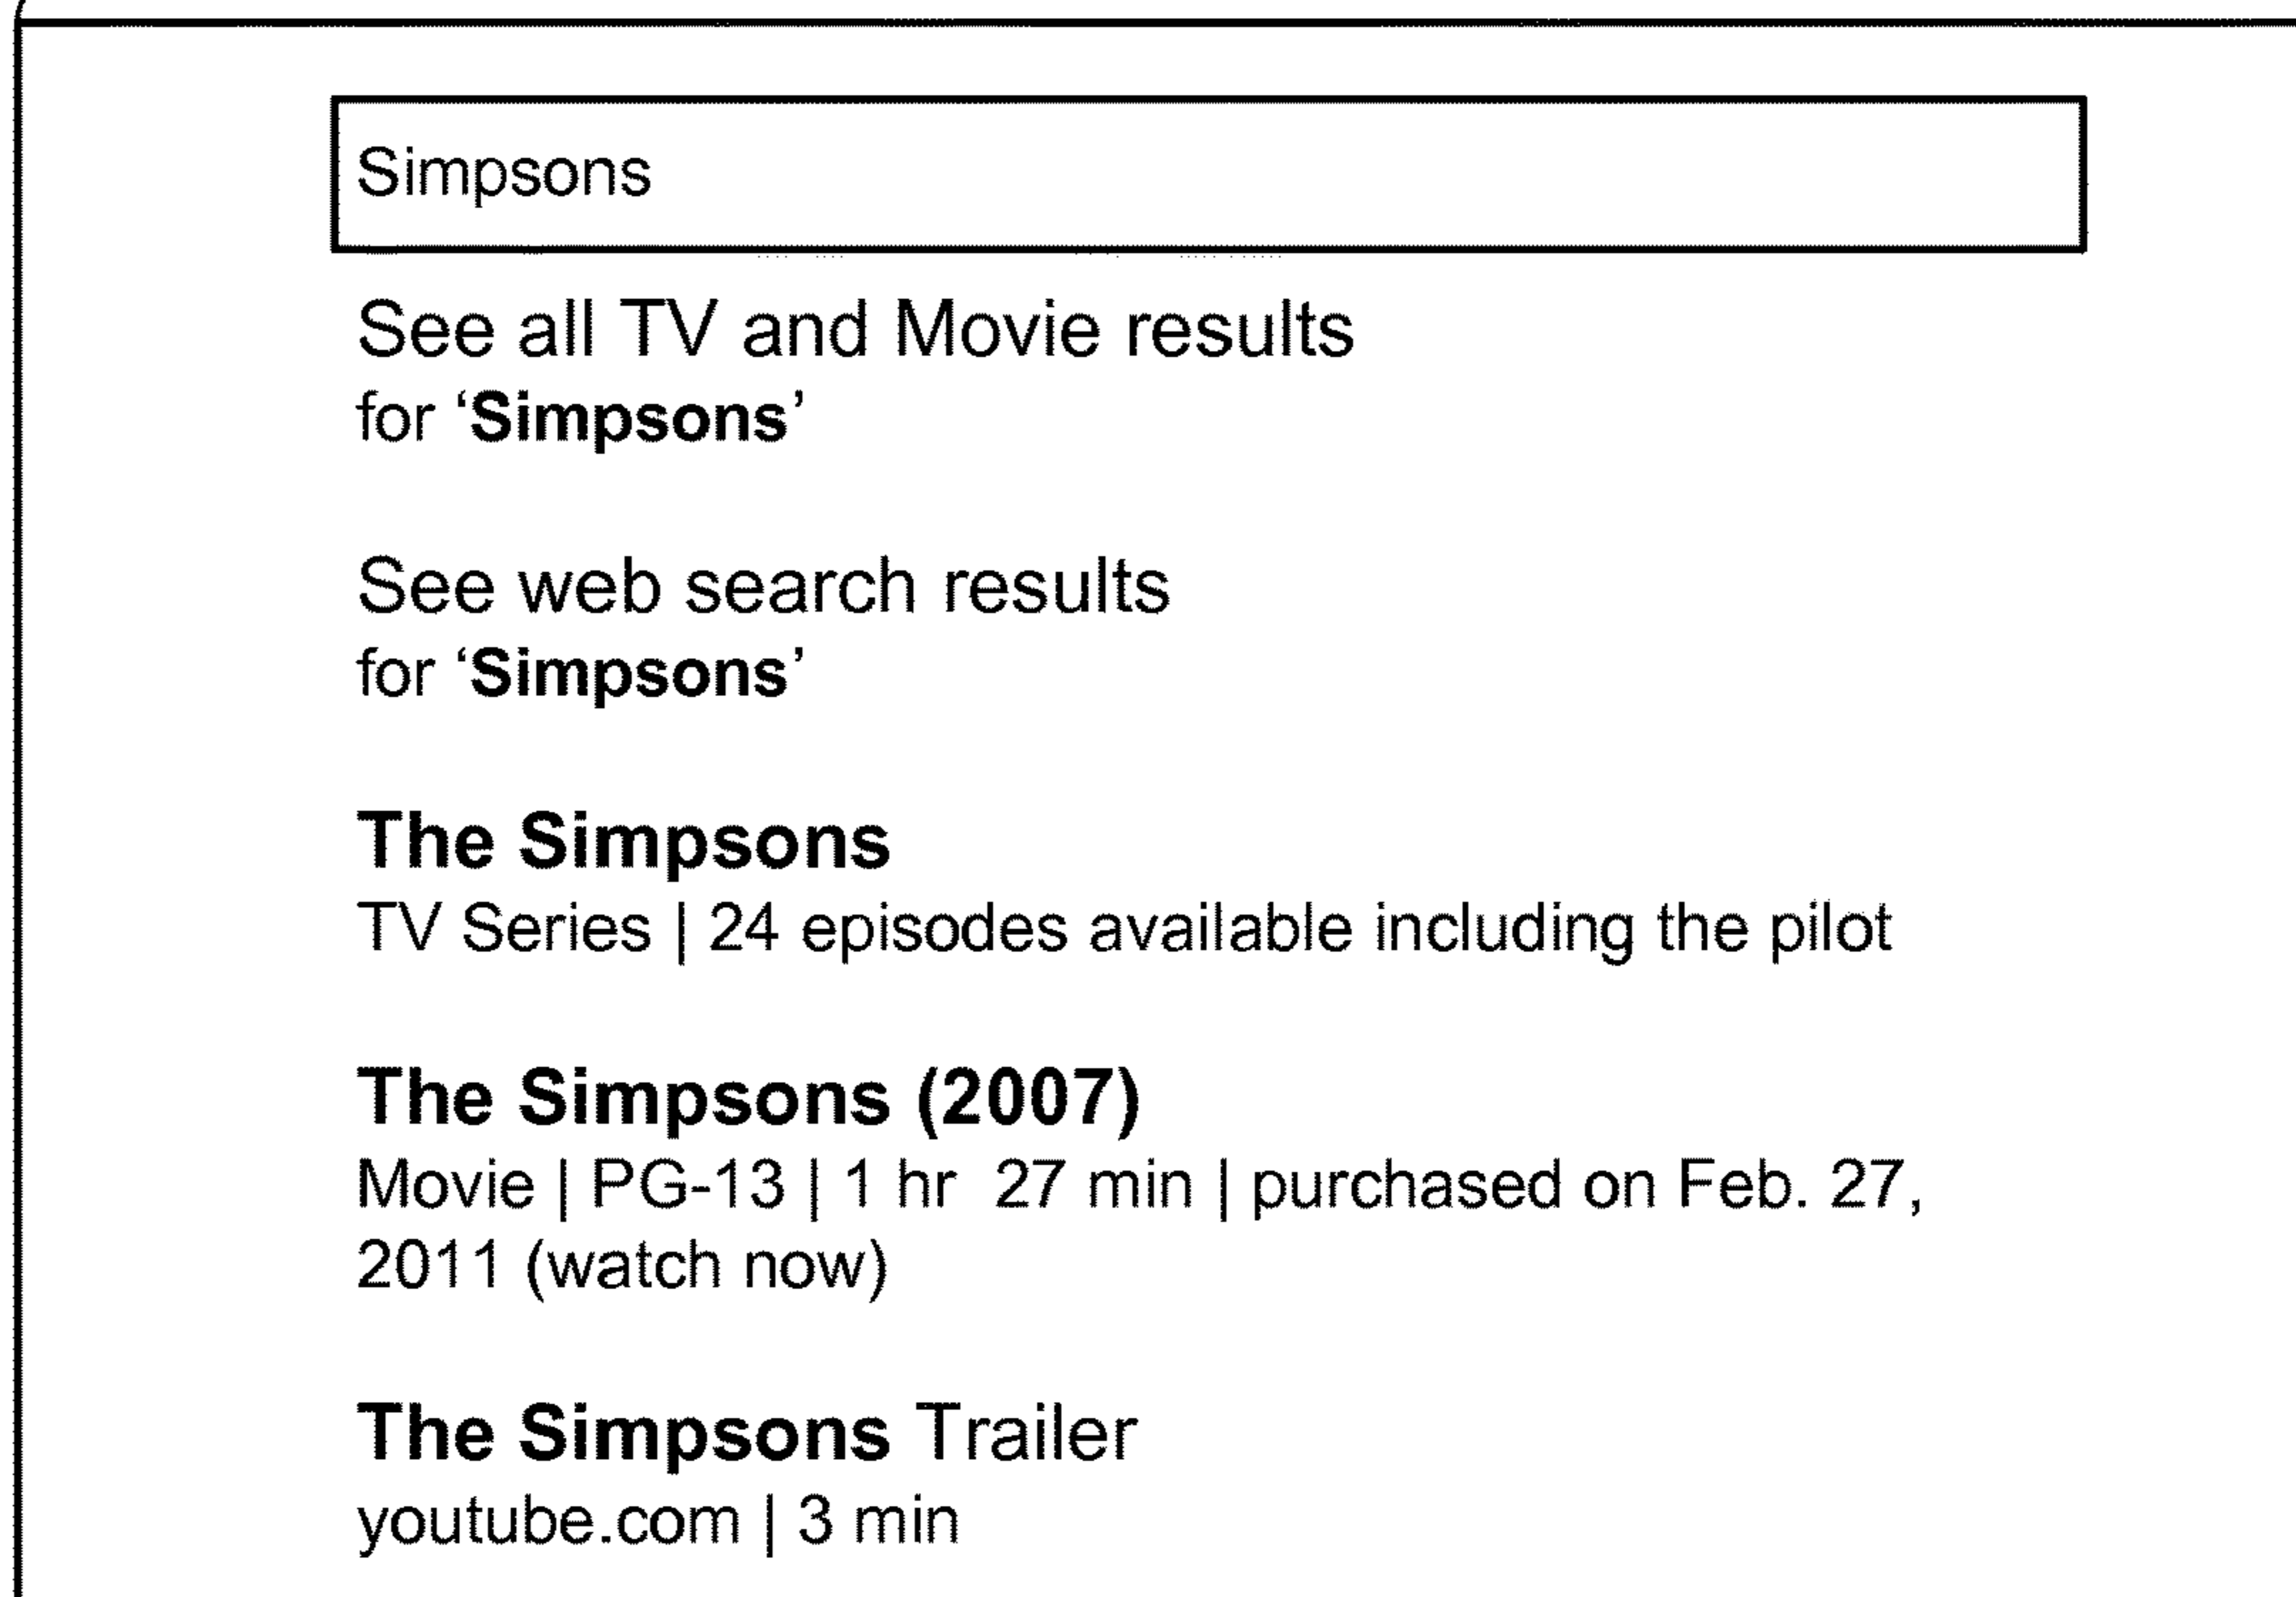 Simpsons
See all TV and Movie results
for ‘Simpsons’
See web search results
for ‘Simpsons’
The Simpsons
TV Series | 24 episodes available including the pilot
The Simpsons (2007)
Movie | PG-13 | 1 hr 27 min | purchased on Feb. 27,
2011 (watch now)
The Simpsons Trailer
youtube.com | 3 min